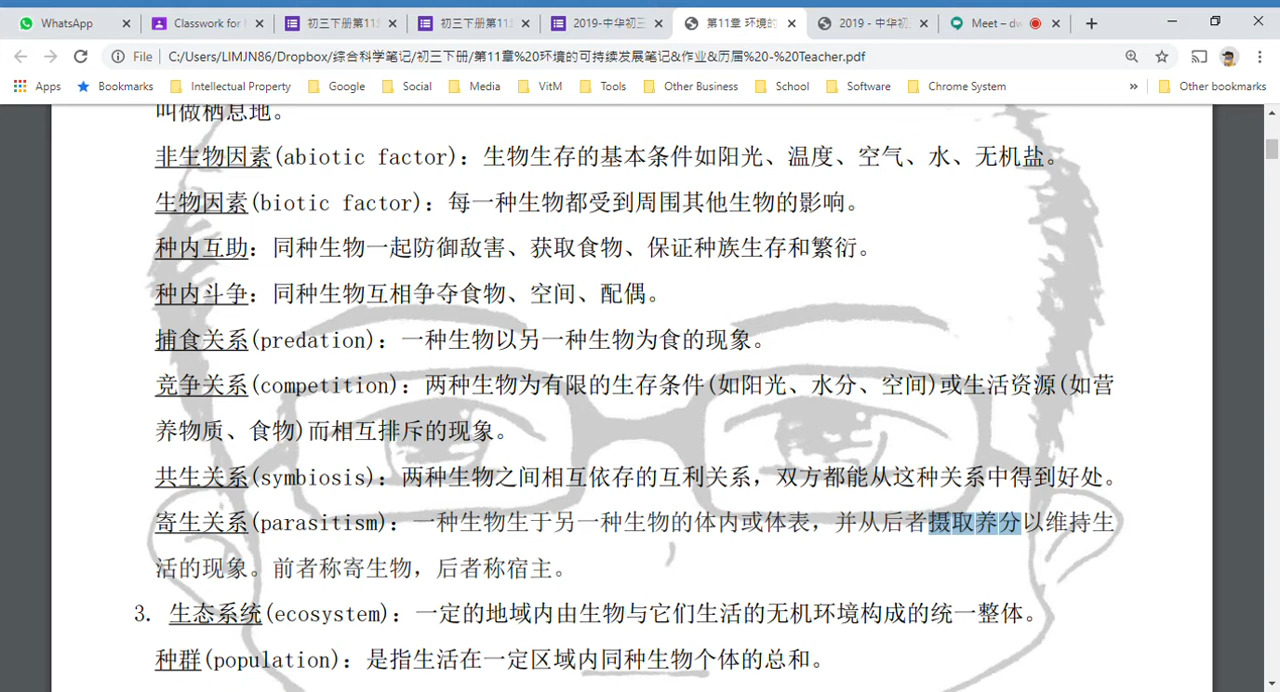 WhatsApp
Classwork for
初三下册第11
初三下册第11
2019-中华初三
第11章 环境的
2019 - 中华初
Meet – dw
File
C:/Users/LIMJN86/Dropbox/综合科学笔记/初三下册/第11章%20环境的可持续发展笔记&作业&历届%20-%20Teacher.pdf
Apps Bookmarks Intellectual Property Google Social Media VitM Tools Other Business School Software Chrome System » Other bookmarks
叫做栖息地。
非生物因素(abiotic factor)：生物生存的基本条件如阳光、温度、空气、水、无机盐。
生物因素(biotic factor)：每一种生物都受到周围其他生物的影响。
种内互助：同种生物一起防御敌害、获取食物、保证种族生存和繁衍。
种内斗争：同种生物互相争夺食物、空间、配偶。
捕食关系(predation)：一种生物以另一种生物为食的现象。
竞争关系(competition)：两种生物为有限的生存条件(如阳光、水分、空间)或生活资源(如营
养物质、食物)而相互排斥的现象。
共生关系(symbiosis)：两种生物之间相互依存的互利关系，双方都能从这种关系中得到好处。
寄生关系(parasitism)：一种生物生于另一种生物的体内或体表，并从后者摄取养分以维持生
活的现象。前者称寄生物，后者称宿主。
3. 生态系统(ecosystem)：一定的地域内由生物与它们生活的无机环境构成的统一整体。
种群(population)：是指生活在一定区域内同种生物个体的总和。